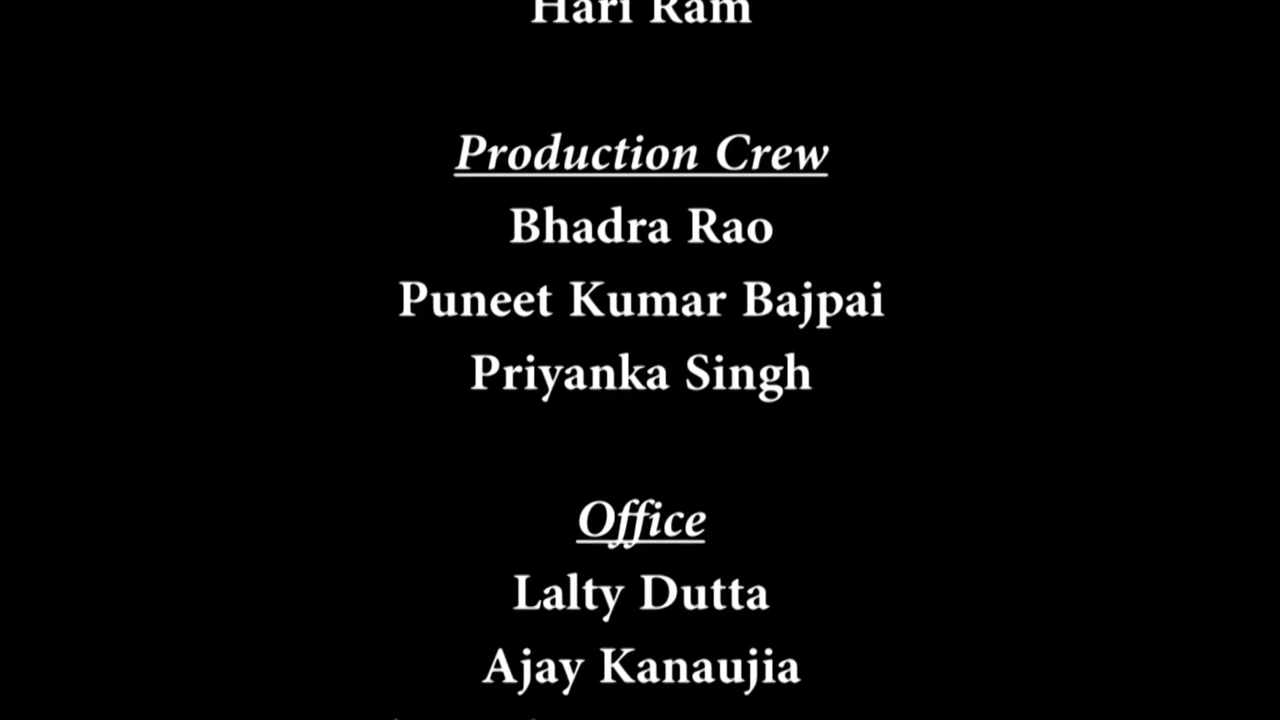 Hari Ram
Production Crew
Bhadra Rao
Puneet Kumar Bajpai
Priyanka Singh
Office
Lalty Dutta
Ajay Kanaujia